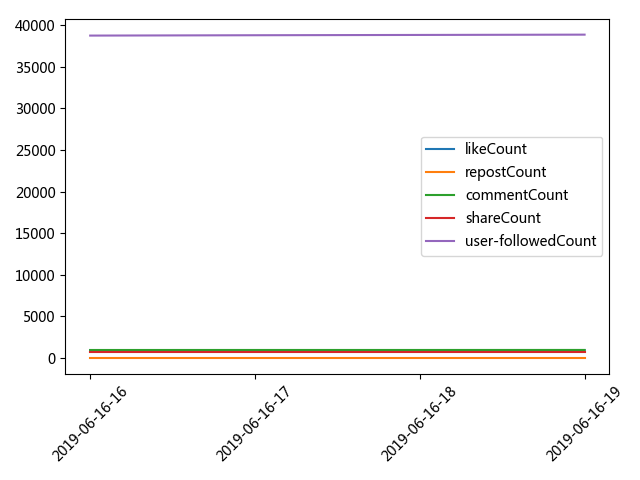 40000
35000
30000
25000
20000
15000
10000
5000
0
likeCount
repostCount
commentCount
shareCount
user-followedCount
2019-06-16-16
2019-06-16-17
2019-06-16-18
2019-06-16-19